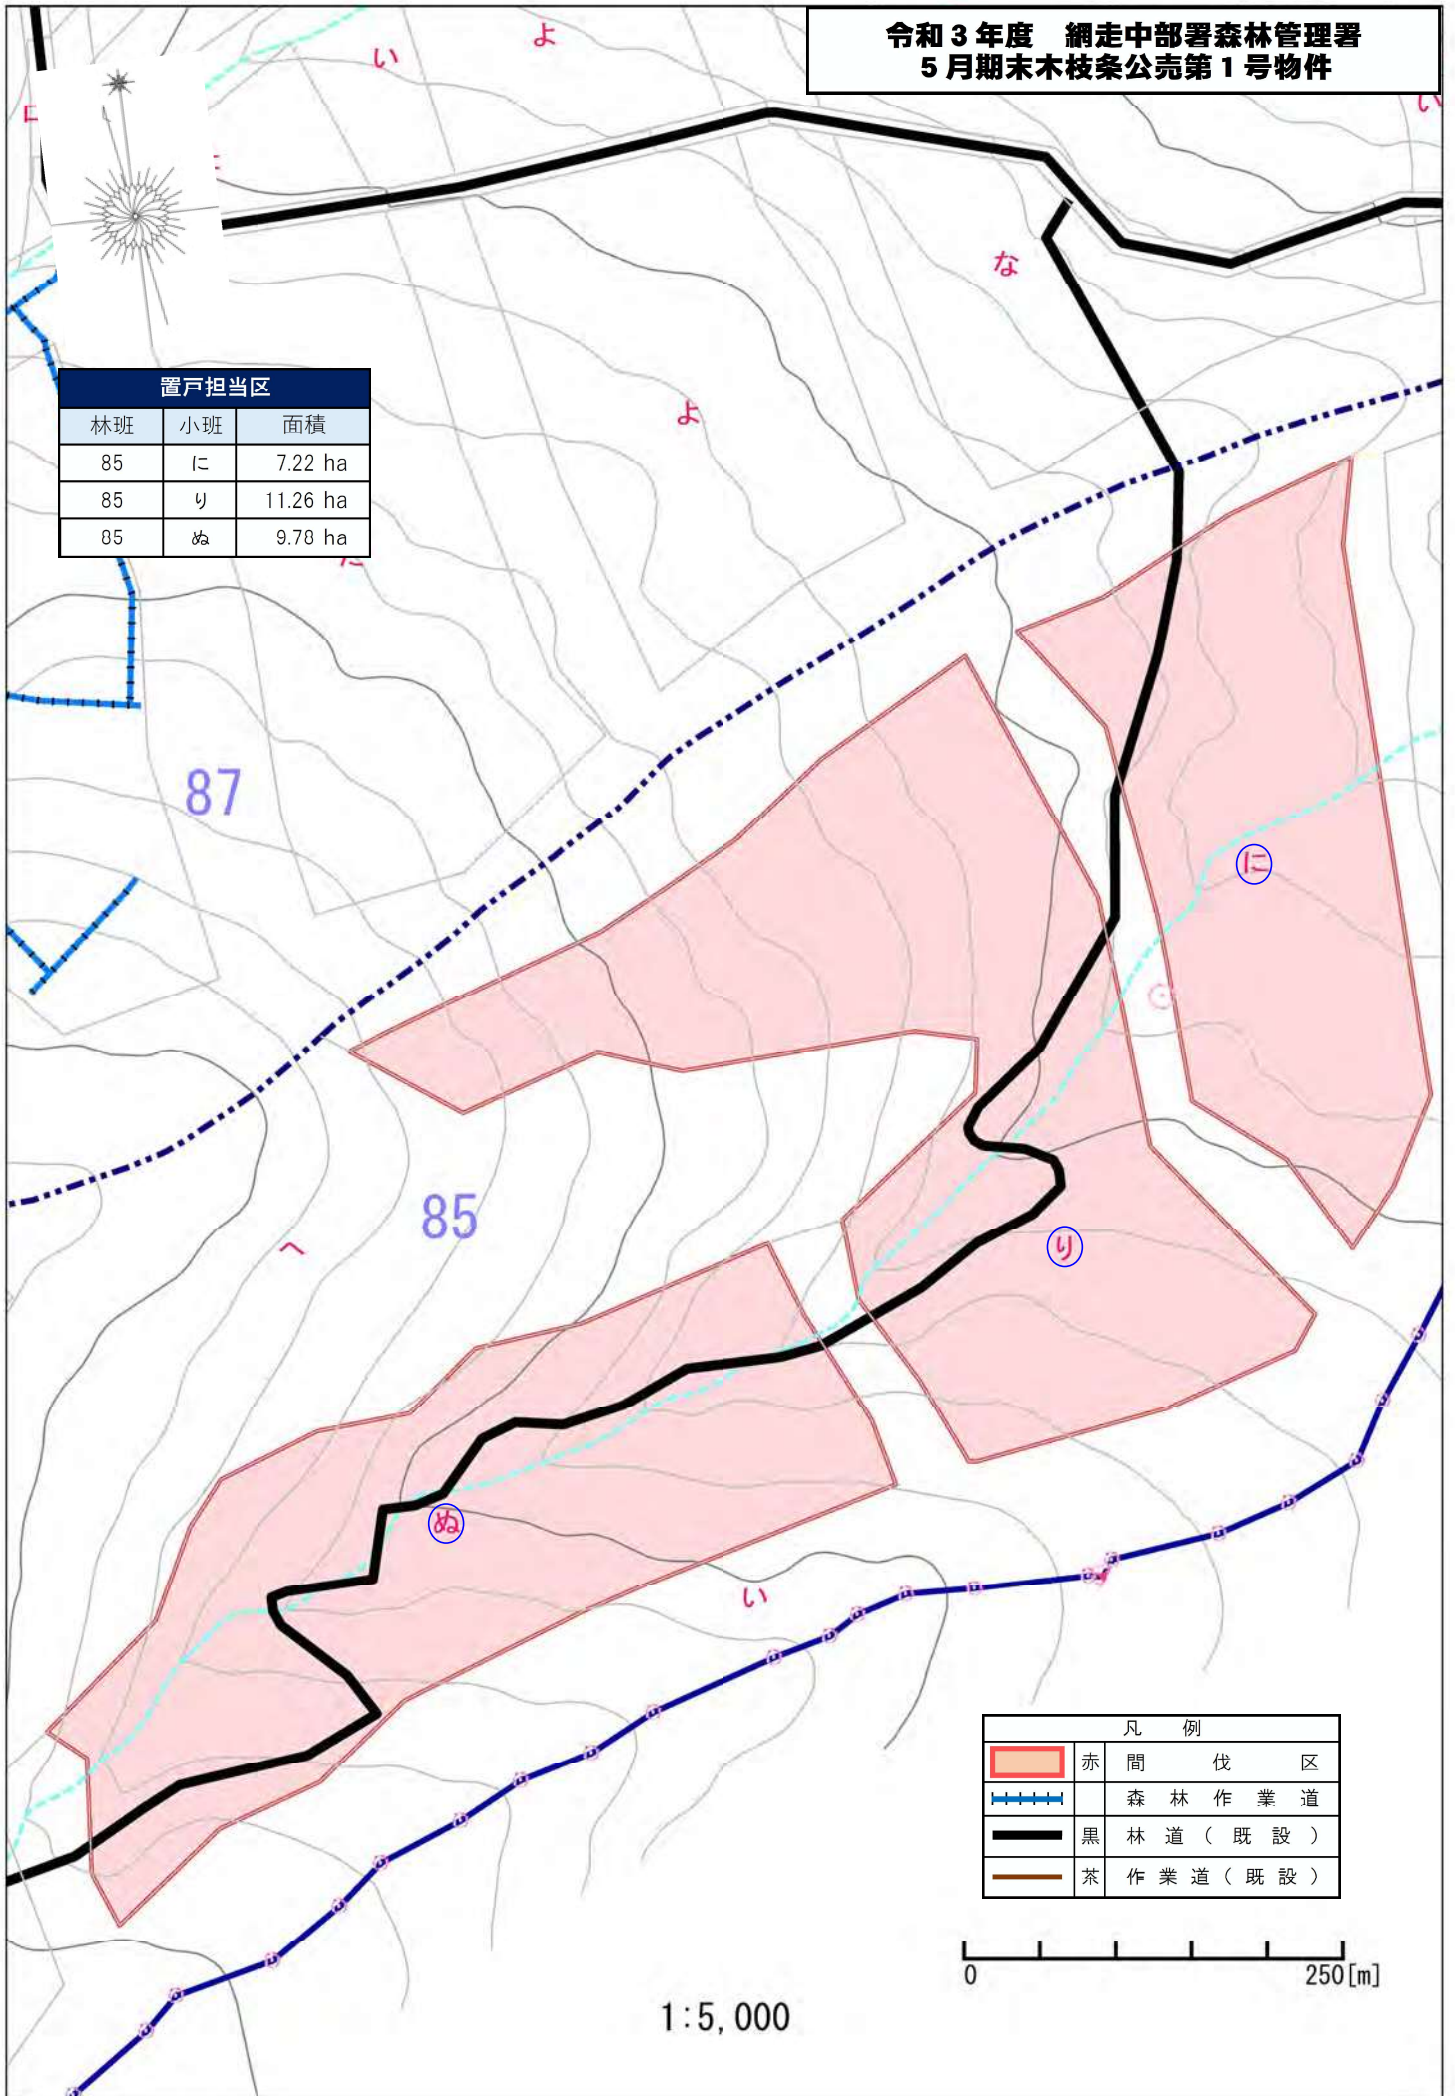 令和３年度　網走中部署森林管理署
５月期末木枝条公売第１号物件
い
よ
い
ロ
な
置戸担当区
林班 小班 面積
85 に 7.22 ha
85 り 11.26 ha
85 ぬ 9.78 ha
よ
87
に
85
へ
り
ぬ
い
凡　例
赤 間伐区
森林作業道
黒 林道（既設）
茶 作業道（既設）
0 250[m]
1:5,000